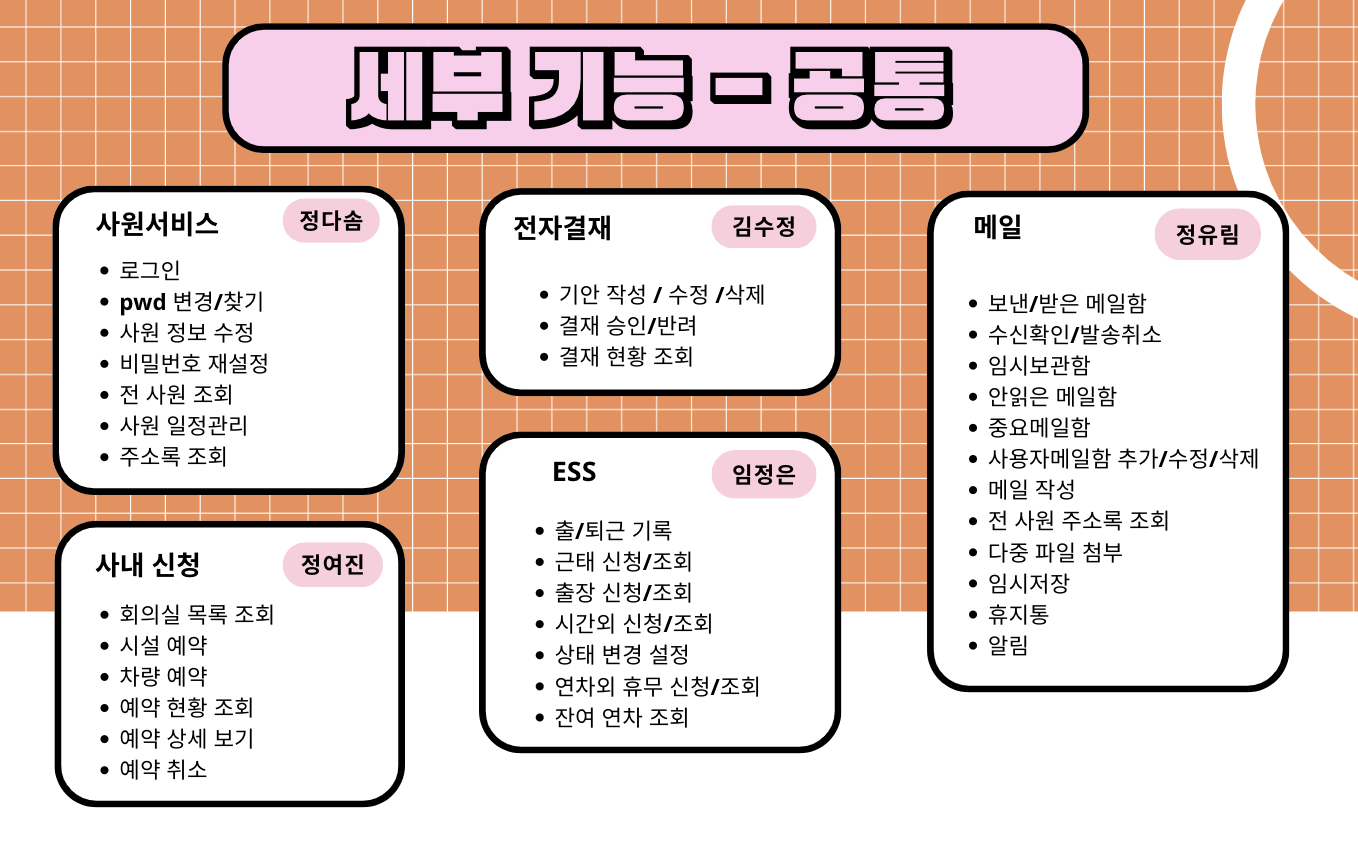 세부 기능 - 공통
사원서비스
정다솜
• 로그인
• pwd 변경/찾기
• 사원 정보 수정
• 비밀번호 재설정
• 전 사원 조회
• 사원 일정관리
• 주소록 조회
사내 신청
정여진
• 회의실 목록 조회
• 시설 예약
• 차량 예약
• 예약 현황 조회
• 예약 상세 보기
• 예약 취소
전자결재
김수정
• 기안 작성 / 수정 /삭제
• 결재 승인/반려
• 결재 현황 조회
ESS
임정은
• 출/퇴근 기록
• 근태 신청/조회
• 출장 신청/조회
• 시간외 신청/조회
• 상태 변경 설정
• 연차외 휴무 신청/조회
• 잔여 연차 조회
메일
정유림
• 보낸/받은 메일함
• 수신확인/발송취소
• 임시보관함
• 안읽은 메일함
• 중요메일함
• 사용자메일함 추가/수정/삭제
• 메일 작성
• 전 사원 주소록 조회
• 다중 파일 첨부
• 임시저장
• 휴지통
• 알림